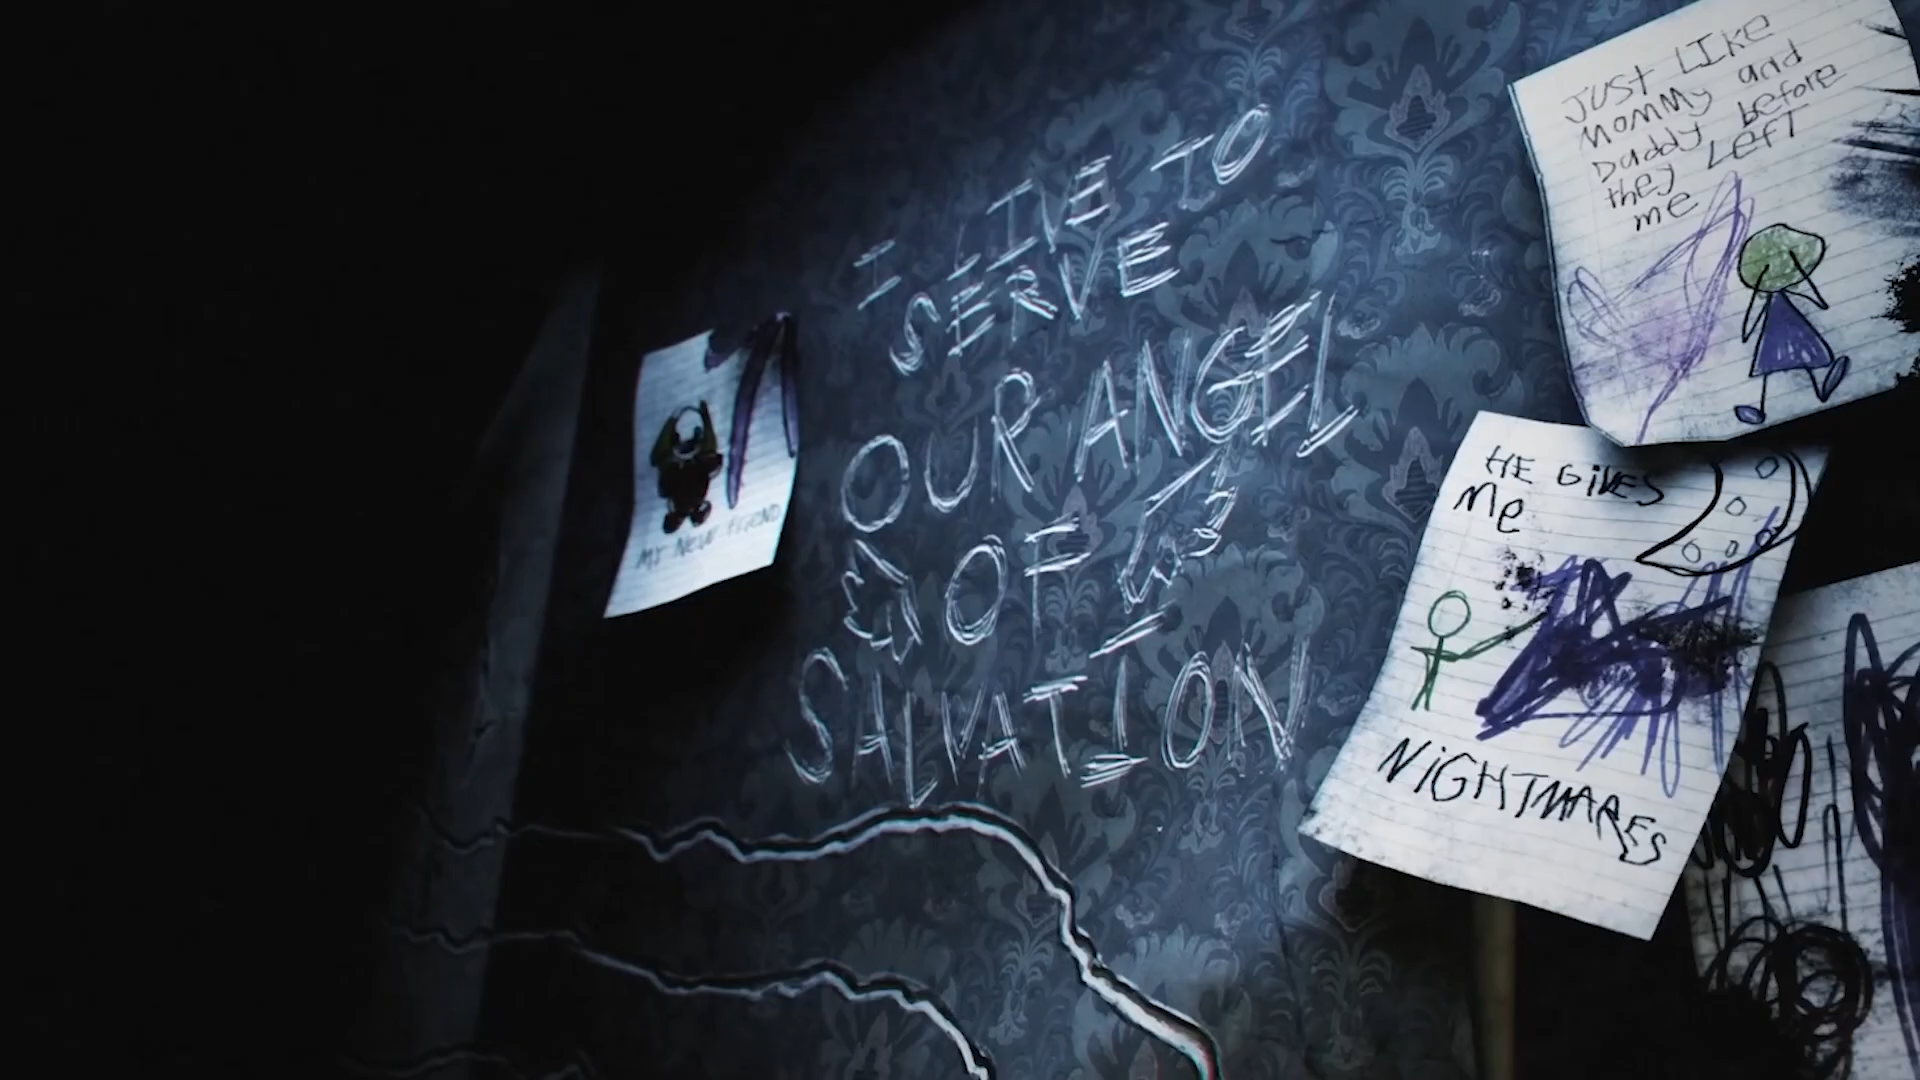 I LIVE TO
SERVE
OUR ANGEL
OF
SALVATION
MY NEW FRIEND
JUST LIKE
MOMMY and
Daddy before
they LefT
me
HE GiVES
Me
NiGHTMARES